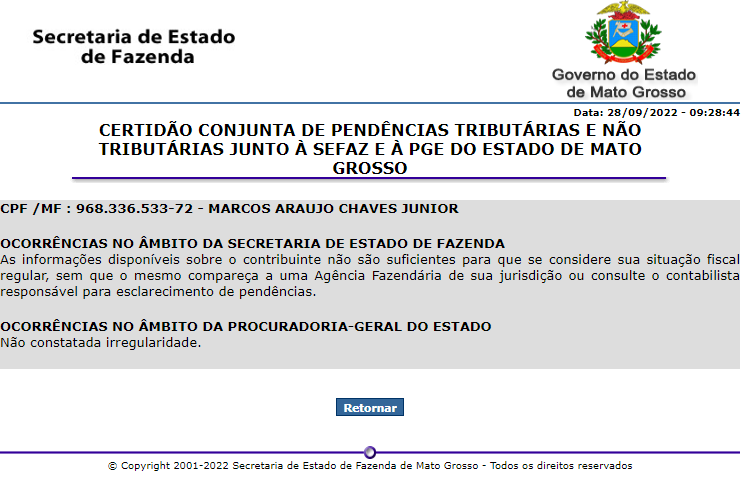 Secretaria de Estado
de Fazenda
Governo do Estado
de Mato Grosso
Data: 28/09/2022 - 09:28:44
CERTIDÃO CONJUNTA DE PENDÊNCIAS TRIBUTÁRIAS E NÃO
TRIBUTÁRIAS JUNTO À SEFAZ E À PGE DO ESTADO DE MATO
GROSSO
CPF /MF : 968.336.533-72 - MARCOS ARAUJO CHAVES JUNIOR
OCORRÊNCIAS NO ÂMBITO DA SECRETARIA DE ESTADO DE FAZENDA
As informações disponíveis sobre o contribuinte não são suficientes para que se considere sua situação fiscal
regular, sem que o mesmo compareça a uma Agência Fazendária de sua jurisdição ou consulte o contabilista
responsável para esclarecimento de pendências.
OCORRÊNCIAS NO ÂMBITO DA PROCURADORIA-GERAL DO ESTADO
Não constatada irregularidade.
Retornar
© Copyright 2001-2022 Secretaria de Estado de Fazenda de Mato Grosso - Todos os direitos reservados